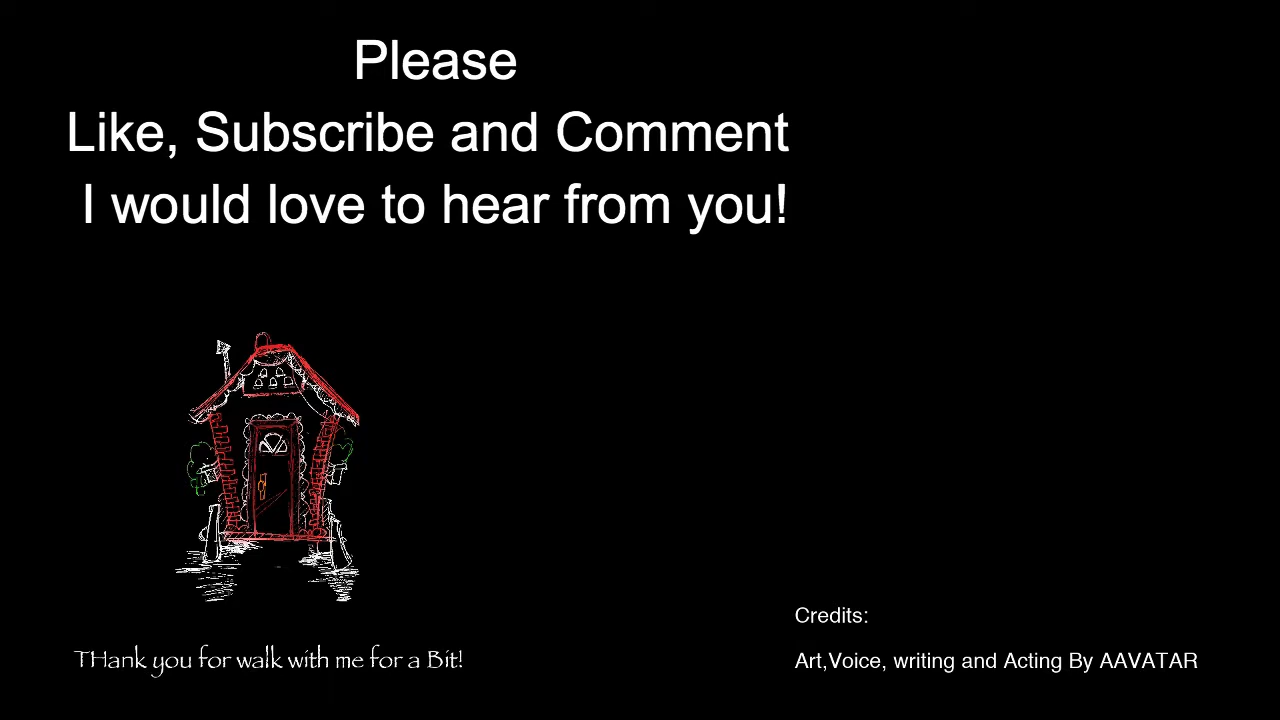 Please
Like, Subscribe and Comment
I would love to hear from you!
THank you for walk with me for a Bit!
Credits:
Art,Voice, writing and Acting By AAVATAR